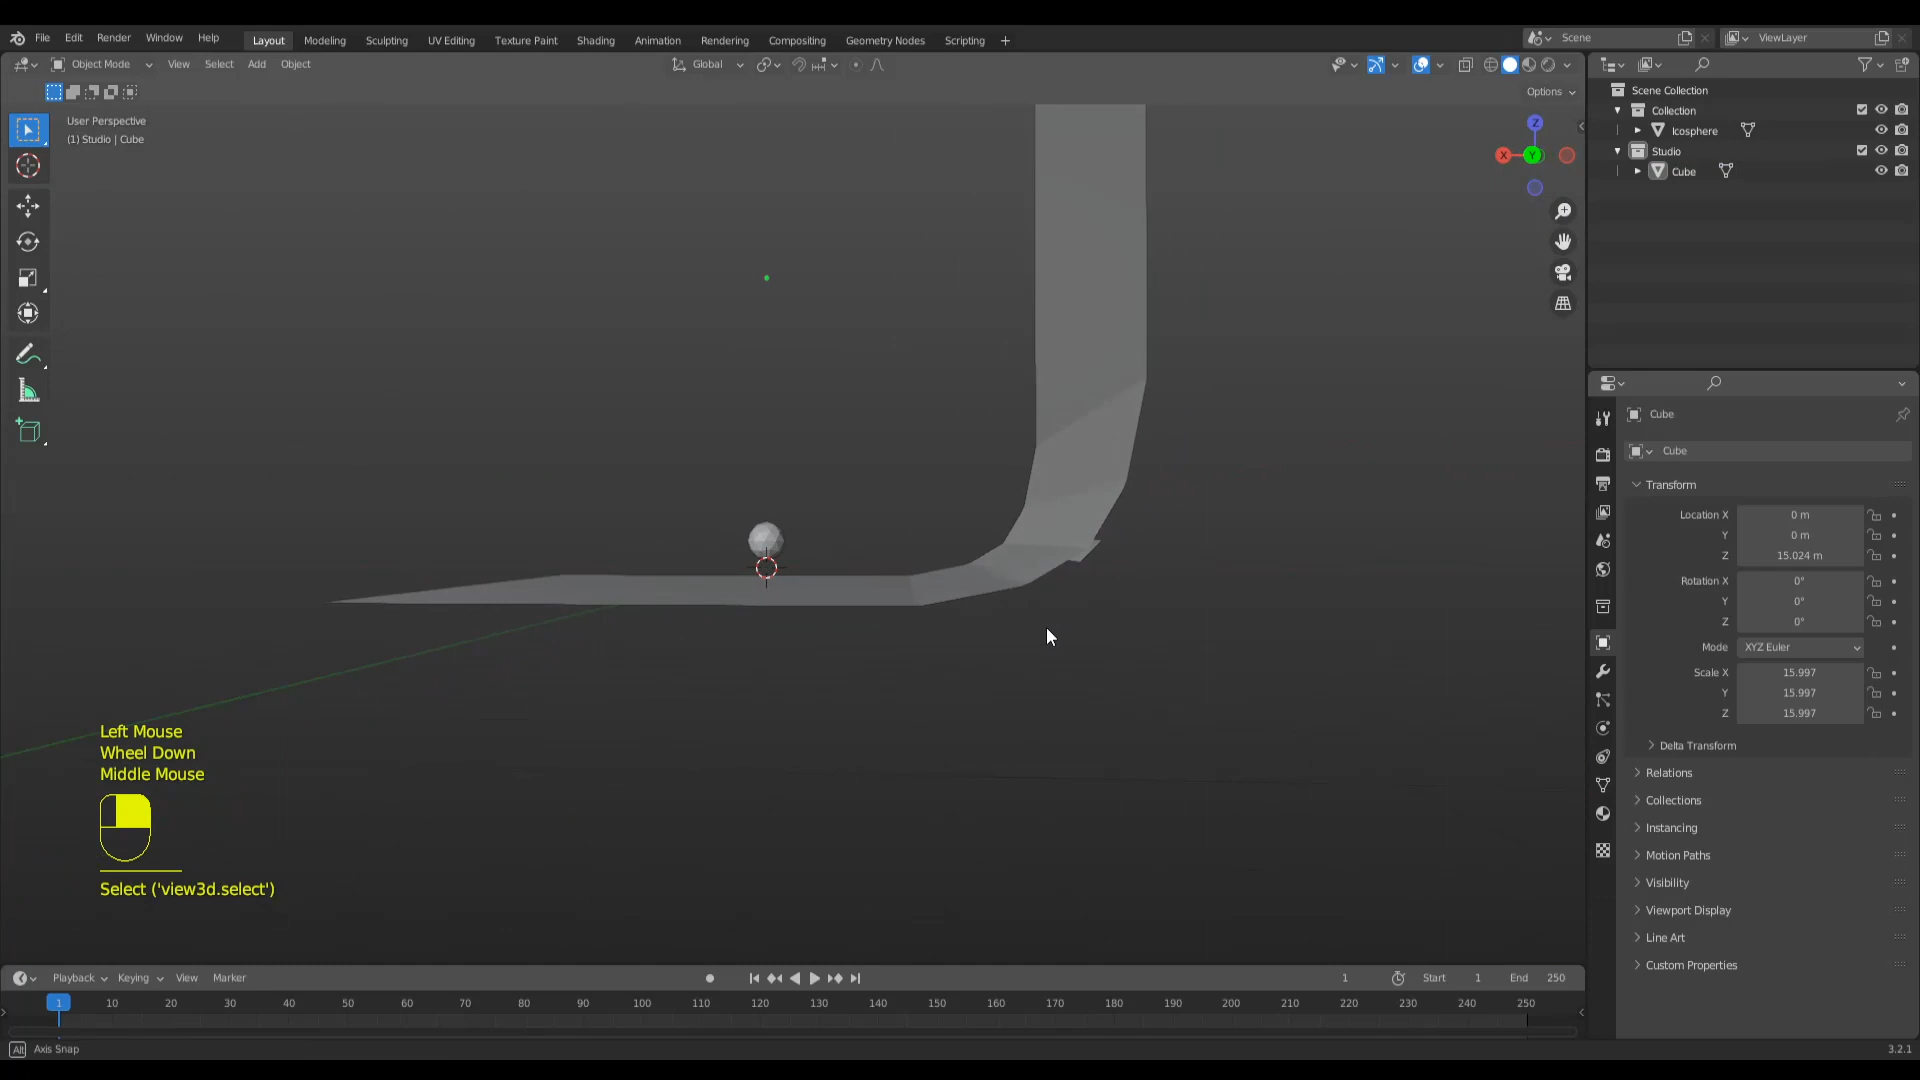 File Edit Render Window Help Layout Modeling Sculpting UV Editing Texture Paint Shading Animation Rendering Compositing Geometry Nodes Scripting + Scene ViewLayer
Object Mode View Select Add Object Global
Options
User Perspective
(1) Studio | Cube
Z
X
Y
Scene Collection
Collection
Icosphere
Studio
Cube
Cube
Cube
Transform
Location X 0 m
Y 0 m
Z 15.024 m
Rotation X 0°
Y 0°
Z 0°
Mode XYZ Euler
Scale X 15.997
Y 15.997
Z 15.997
Delta Transform
Relations
Collections
Instancing
Motion Paths
Visibility
Viewport Display
Line Art
Custom Properties
Left Mouse
Wheel Down
Middle Mouse
Select ('view3d.select')
Playback Keying View Marker 1 Start 1 End 250
1 10 20 30 40 50 60 70 80 90 100 110 120 130 140 150 160 170 180 190 200 210 220 230 240 250
Alt Axis Snap 3.2.1